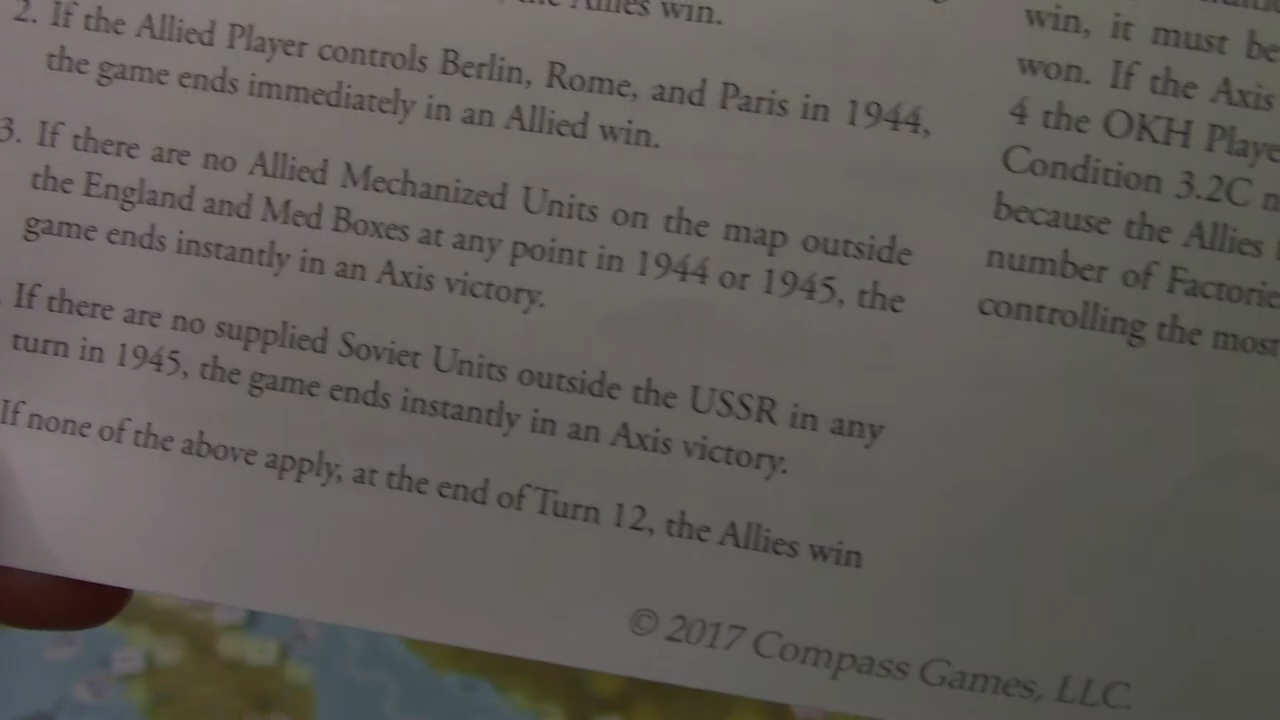 the Allies win.
2. If the Allied Player controls Berlin, Rome, and Paris in 1944,
the game ends immediately in an Allied win.
3. If there are no Allied Mechanized Units on the map outside
the England and Med Boxes at any point in 1944 or 1945, the
game ends instantly in an Axis victory.
. If there are no supplied Soviet Units outside the USSR in any
turn in 1945, the game ends instantly in an Axis victory.
If none of the above apply, at the end of Turn 12, the Allies win
© 2017 Compass Games, LLC.
win, it must be
won. If the Axis
4 the OKH Playe
Condition 3.2C
because the Allies
number of Factorie
controlling the most